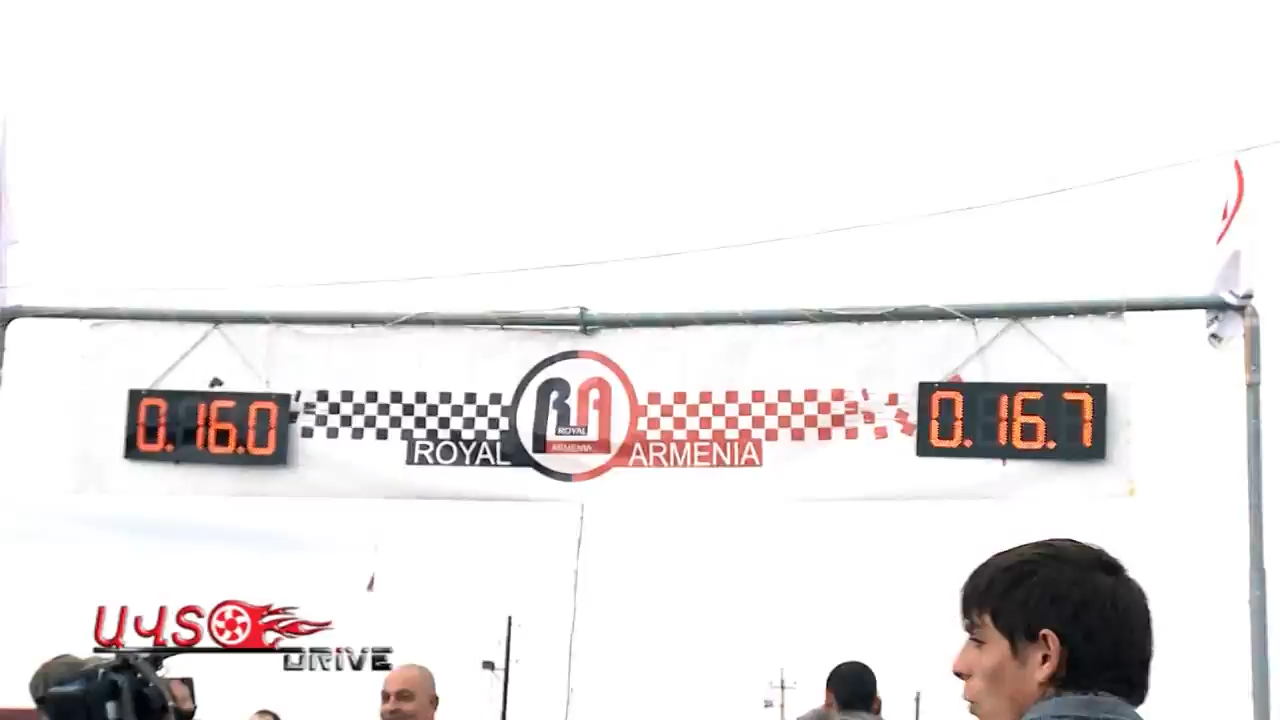 0.16.0
RA
ROYAL
ARMENIA
ROYAL ARMENIA
0.16.7
ԱՎՏՕ
DRIVE